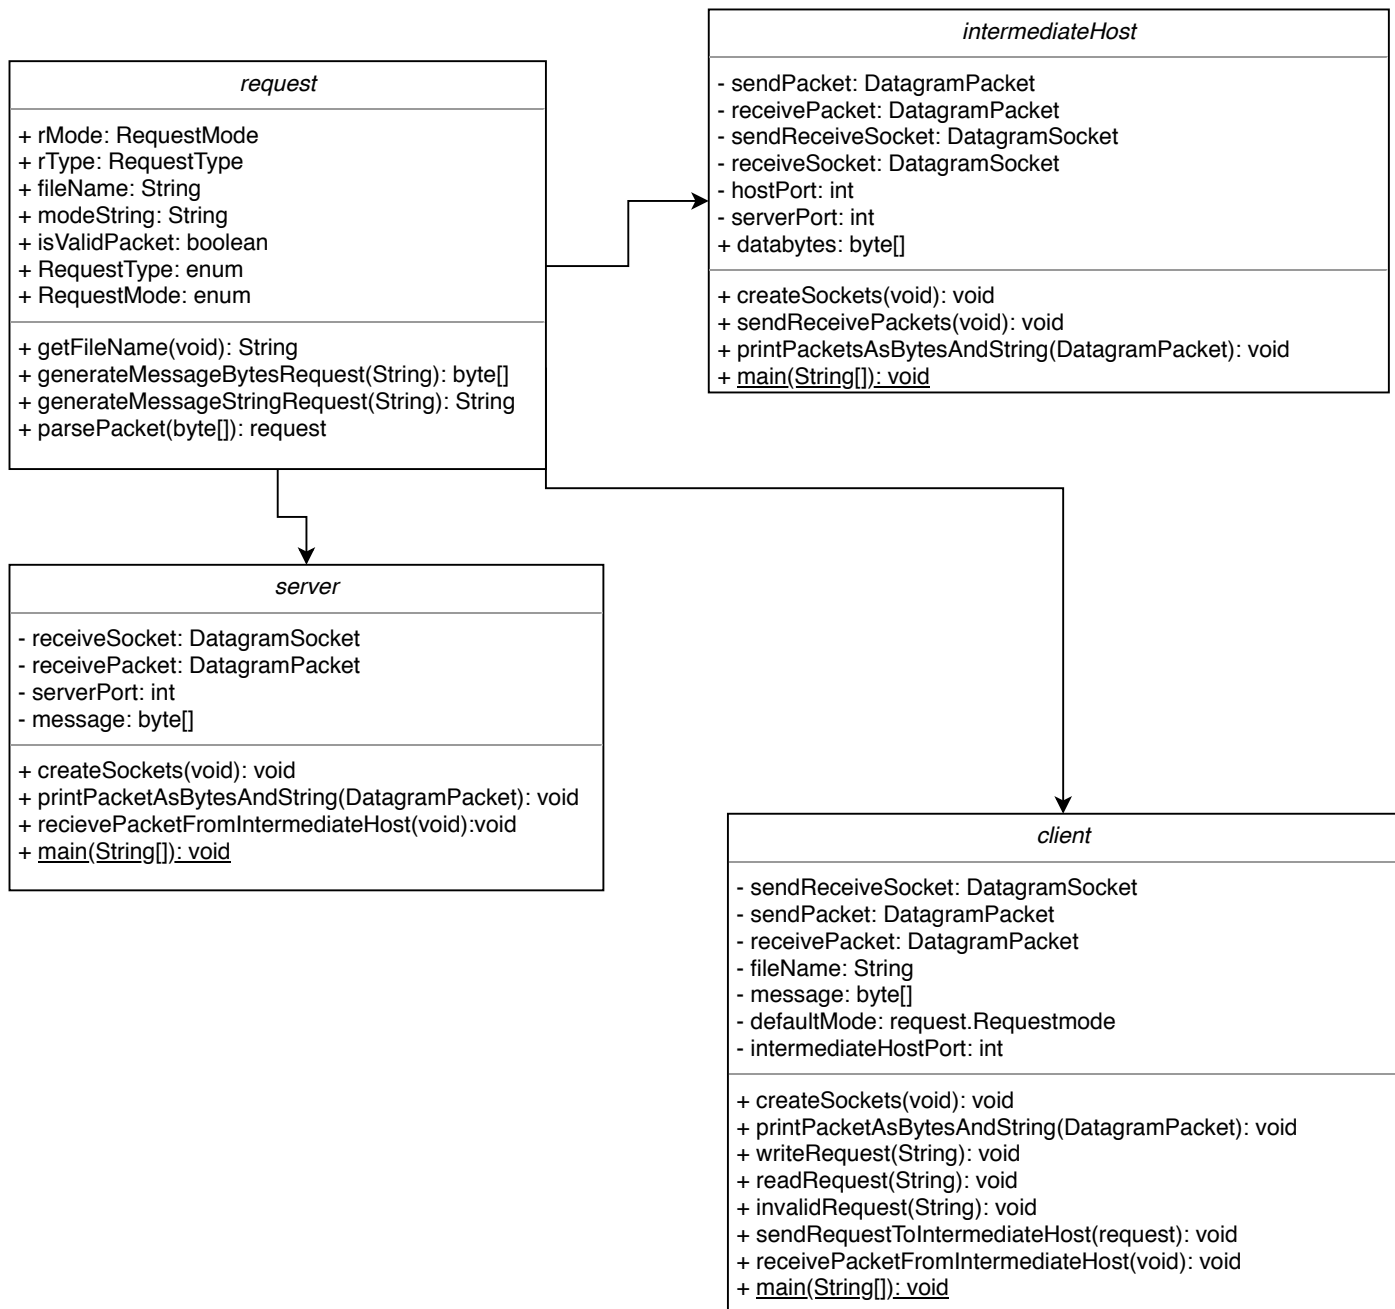 request
+ rMode: RequestMode
+ rType: RequestType
+ fileName: String
+ modeString: String
+ isValidPacket: boolean
+ RequestType: enum
+ RequestMode: enum
+ getFileName(void): String
+ generateMessageBytesRequest(String): byte[]
+ generateMessageStringRequest(String): String
+ parsePacket(byte[]): request
intermediateHost
- sendPacket: DatagramPacket
- receivePacket: DatagramPacket
- sendReceiveSocket: DatagramSocket
- receiveSocket: DatagramSocket
- hostPort: int
- serverPort: int
+ databytes: byte[]
+ createSockets(void): void
+ sendReceivePackets(void): void
+ printPacketsAsBytesAndString(DatagramPacket): void
+ main(String[]): void
server
- receiveSocket: DatagramSocket
- receivePacket: DatagramPacket
- serverPort: int
- message: byte[]
+ createSockets(void): void
+ printPacketAsBytesAndString(DatagramPacket): void
+ recievePacketFromIntermediateHost(void):void
+ main(String[]): void
client
- sendReceiveSocket: DatagramSocket
- sendPacket: DatagramPacket
- receivePacket: DatagramPacket
- fileName: String
- message: byte[]
- defaultMode: request.Requestmode
- intermediateHostPort: int
+ createSockets(void): void
+ printPacketAsBytesAndString(DatagramPacket): void
+ writeRequest(String): void
+ readRequest(String): void
+ invalidRequest(String): void
+ sendRequestToIntermediateHost(request): void
+ receivePacketFromIntermediateHost(void): void
+ main(String[]): void